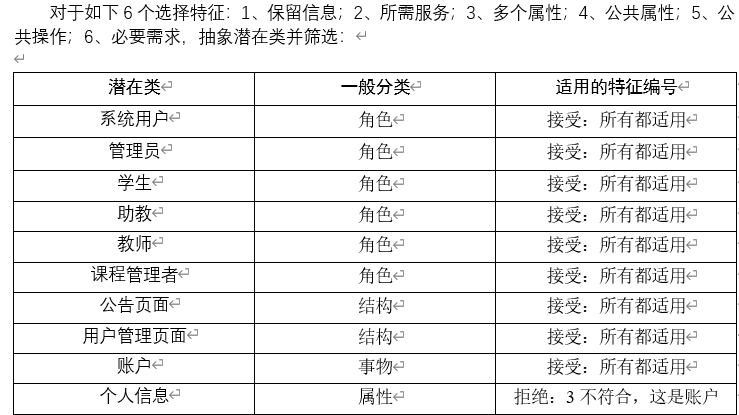 对于如下 6 个选择特征：1、保留信息；2、所需服务；3、多个属性；4、公共属性；5、公
共操作；6、必要需求，抽象潜在类并筛选：
潜在类 一般分类 适用的特征编号
系统用户 角色 接受：所有都适用
管理员 角色 接受：所有都适用
学生 角色 接受：所有都适用
助教 角色 接受：所有都适用
教师 角色 接受：所有都适用
课程管理者 角色 接受：所有都适用
公告页面 结构 接受：所有都适用
用户管理页面 结构 接受：所有都适用
账户 事物 接受：所有都适用
个人信息 属性 拒绝：3 不符合，这是账户